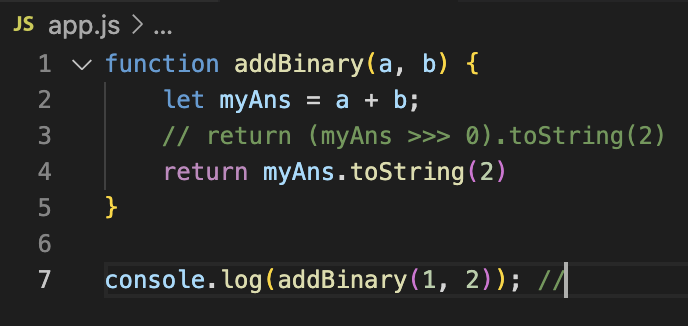 JS app.js > ...
1 function addBinary(a, b) {
2 let myAns = a + b;
3 // return (myAns >>> 0).toString(2)
4 return myAns.toString(2)
5 }
6
7 console.log(addBinary(1, 2)); //